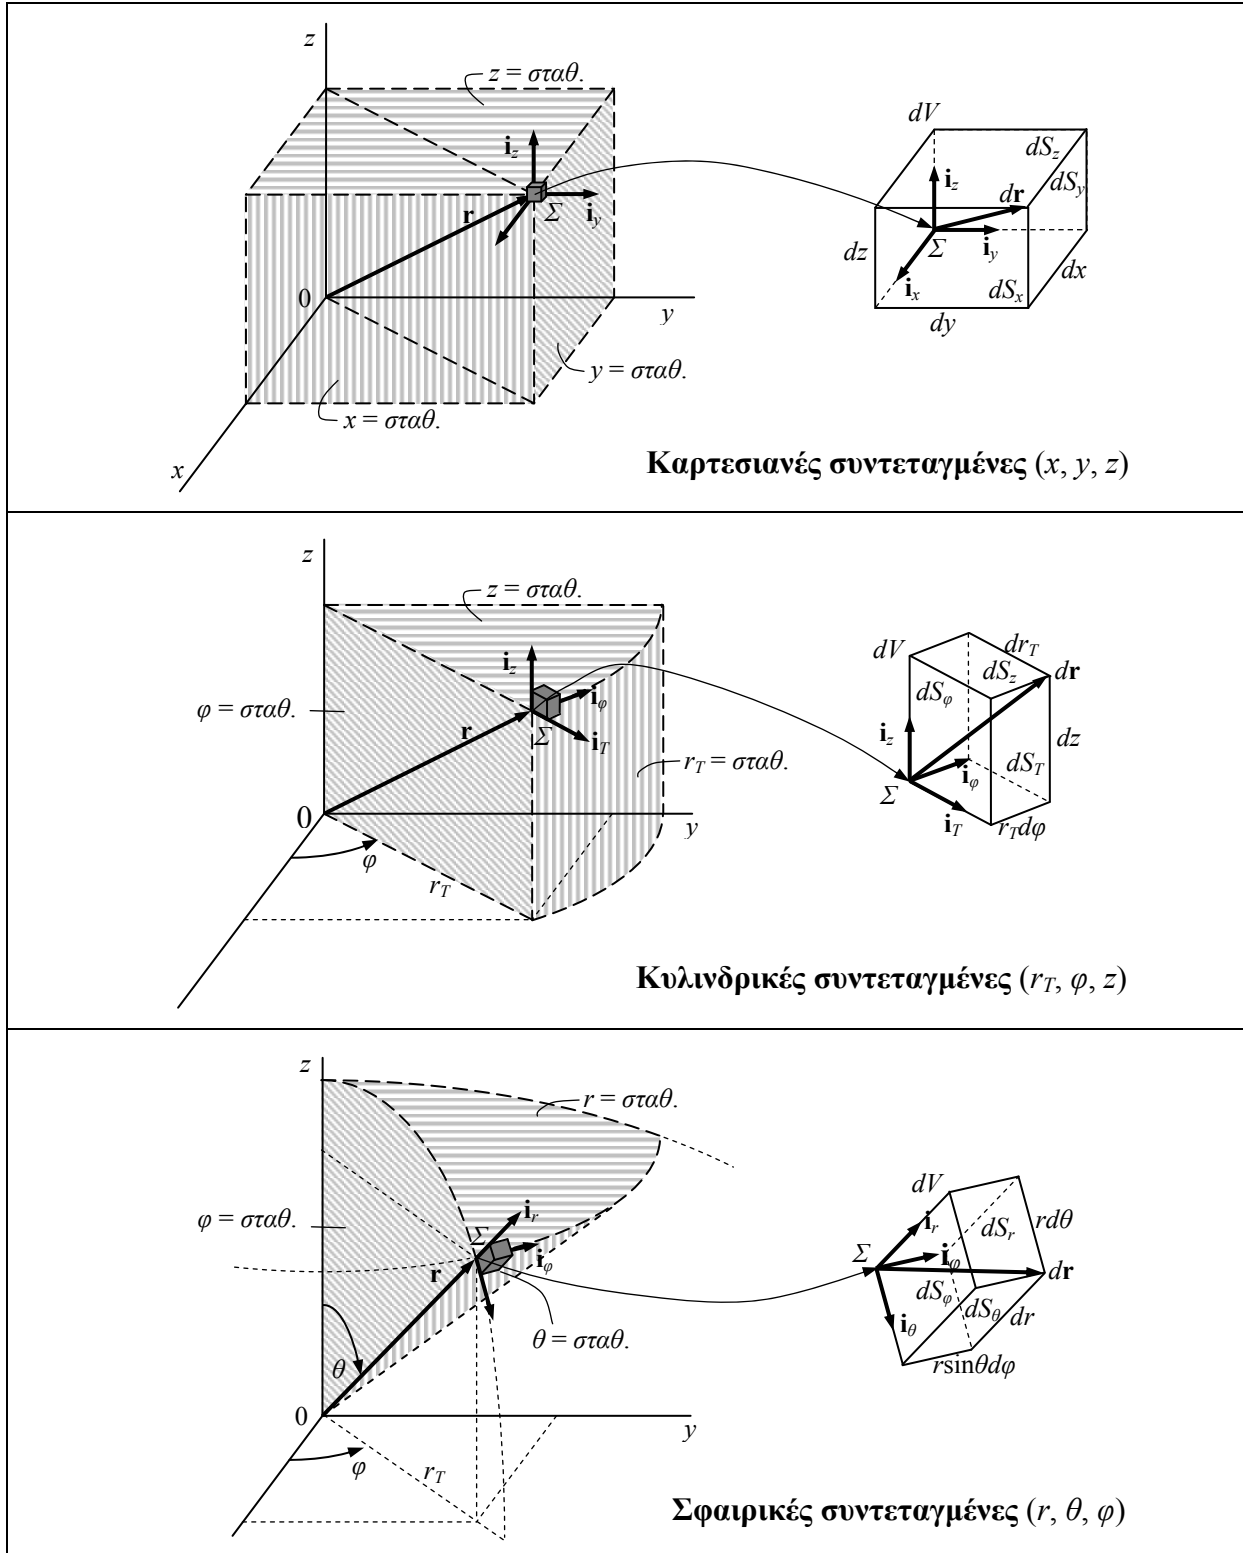 z
z = σταθ.
dV
dS_z
i_z
dS_y
i_z
dr
r
Σ
i_y
dz
Σ
i_y
dx
0
i_x
dS_x
y
dy
y = σταθ.
x = σταθ.
x
Καρτεσιανές συντεταγμένες (x, y, z)
z
z = σταθ.
dr_T
dV
dS_z
dr
i_z
dS_φ
i_φ
φ = σταθ.
r
Σ
i_T
i_z
dz
r_T = σταθ.
i_φ
dS_T
Σ
0
y
i_T
r_Tdφ
φ
r_T
Κυλινδρικές συντεταγμένες (r_T, φ, z)
z
r = σταθ.
dV
i_r
i_r
dS_r
rdθ
φ = σταθ.
Σ
Σ
i_φ
i_φ
r
dr
dS_φ
dS_θ
dr
i_θ
θ = σταθ.
θ
rsinθdφ
0
y
φ
r_T
Σφαιρικές συντεταγμένες (r, θ, φ)